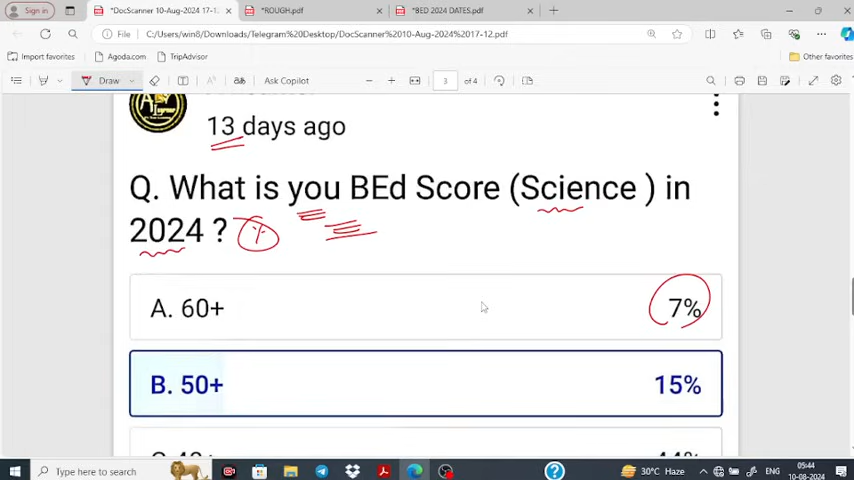 Sign in
*DocScanner 10-Aug-2024 17-1
*ROUGH.pdf
*BED 2024 DATES.pdf
File
C:/Users/win8/Downloads/Telegram%20Desktop/DocScanner%2010-Aug-2024%2017-12.pdf
Import favourites
Agoda.com
TripAdvisor
Other favourites
Draw
Ask Copilot
3
of 4
13 days ago
Q. What is you BEd Score (Science ) in
2024 ?
A. 60+
7%
B. 50+
15%
44%
Type here to search
30°C Haze
ENG
05:44
10-08-2024